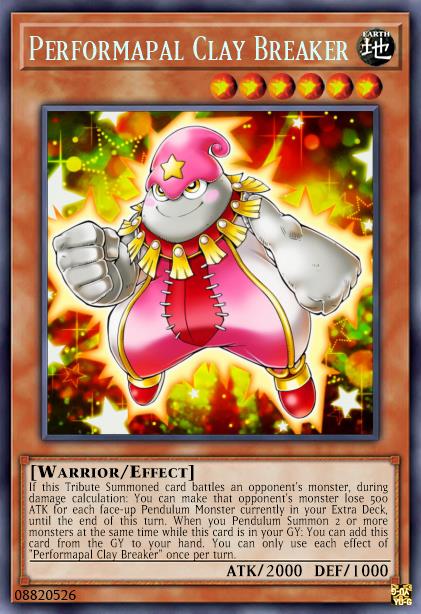 PERFORMAPAL CLAY BREAKER
EARTH
地
[WARRIOR/EFFECT]
If this Tribute Summoned card battles an opponent's monster, during
damage calculation: You can make that opponent's monster lose 500
ATK for each face-up Pendulum Monster currently in your Extra Deck,
until the end of this turn. When you Pendulum Summon 2 or more
monsters at the same time while this card is in your GY: You can add this
card from the GY to your hand. You can only use each effect of
"Performapal Clay Breaker" once per turn.
ATK/2000 DEF/1000
08820526